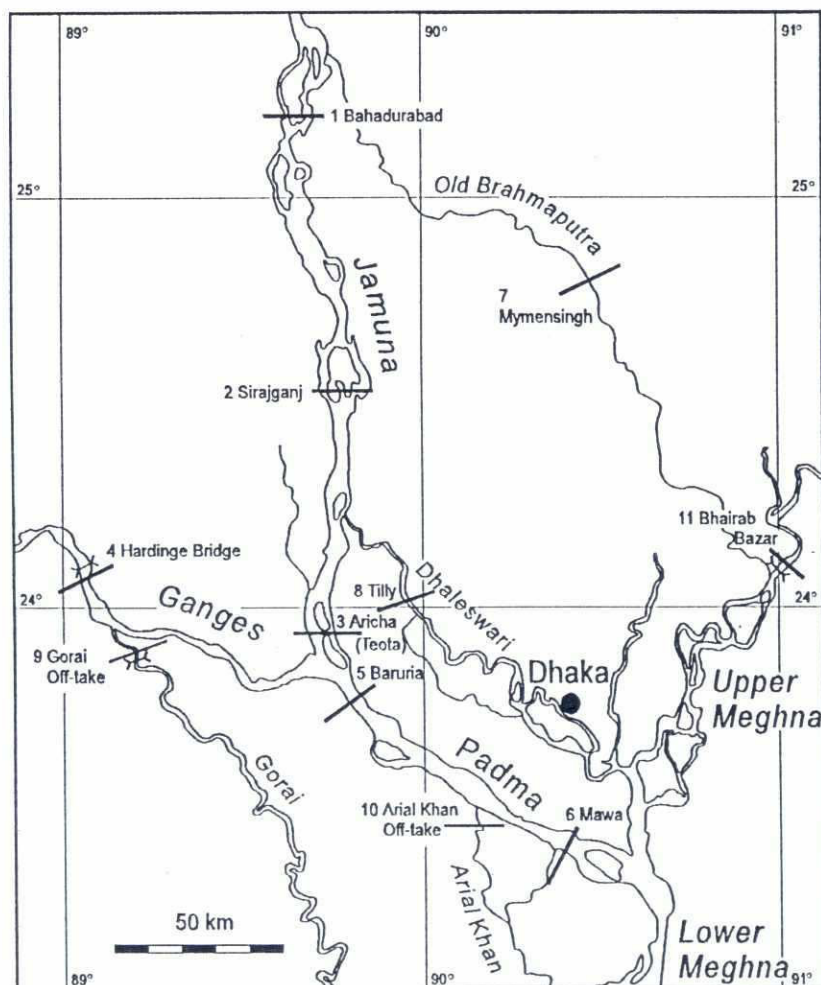 89°
90°
91°
1 Bahadurabad
25°
25°
Old Brahmaputra
Jamuna
7
Mymensingh
2 Sirajganj
11 Bhairab
Bazar
4 Hardinge Bridge
24°
24°
Ganges
8 Tilly
Dhaleswari
3 Aricha
(Teota)
9 Gorai
Off-take
5 Baruria
Dhaka
Upper
Meghna
Gorai
Padma
10 Arial Khan
Off-take
6 Mawa
Arial Khan
50 km
Lower
Meghna
89°
90°
91°